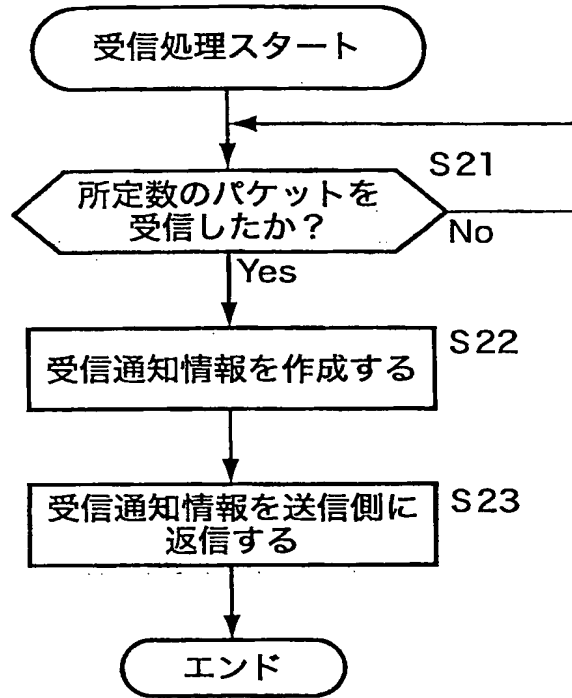 受信処理スタート
S21
所定数のパケットを
受信したか？
No
Yes
S22
受信通知情報を作成する
S23
受信通知情報を送信側に
返信する
エンド